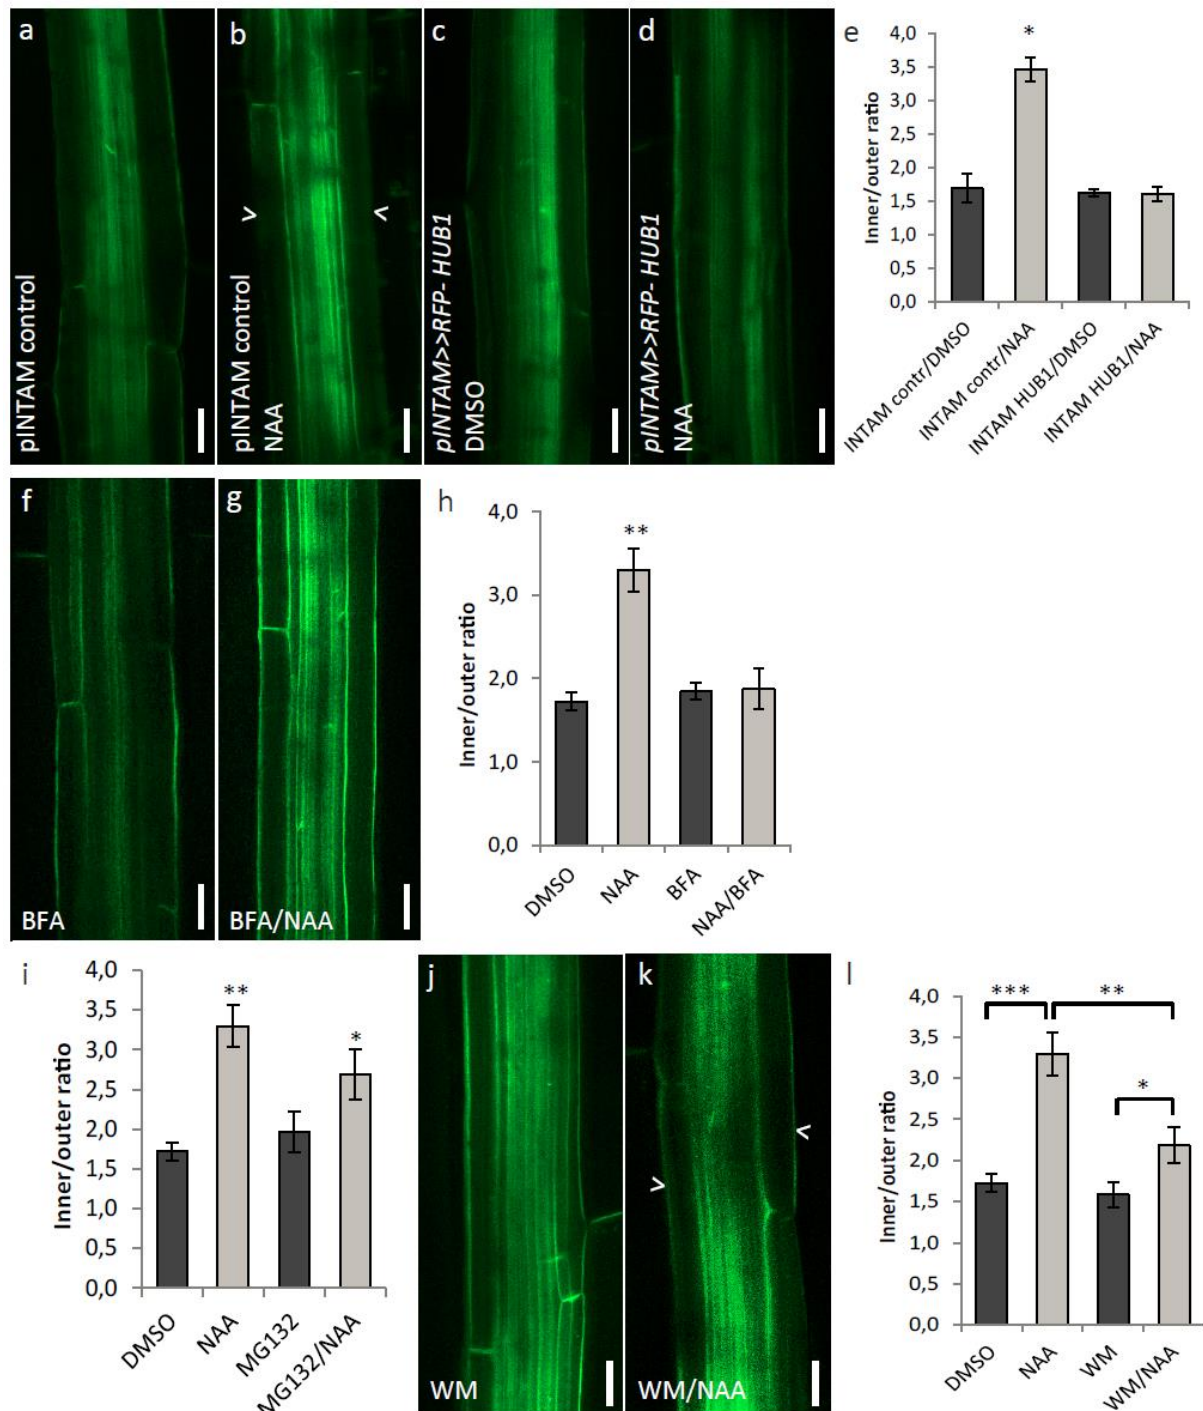 a
pINTAM control
b
pINTAM control
NAA
>
<
c
pINTAM>>RFP- HUB1
DMSO
d
pINTAM>>RFP- HUB1
NAA
e
Inner/outer ratio
4,0
3,5
3,0
2,5
2,0
1,5
1,0
0,5
0,0
*
INTAM contr/DMSO
INTAM contr/NAA
INTAM HUB1/DMSO
INTAM HUB1/NAA
f
BFA
g
BFA/NAA
h
Inner/outer ratio
4,0
3,0
2,0
1,0
0,0
**
DMSO
NAA
BFA
NAA/BFA
i
Inner/outer ratio
4,0
3,5
3,0
2,5
2,0
1,5
1,0
0,5
0,0
**
*
DMSO
NAA
MG132
MG132/NAA
j
WM
k
>
<
WM/NAA
l
Inner/outer ratio
4,0
3,5
3,0
2,5
2,0
1,5
1,0
0,5
0,0
***
**
*
DMSO
NAA
WM
WM/NAA